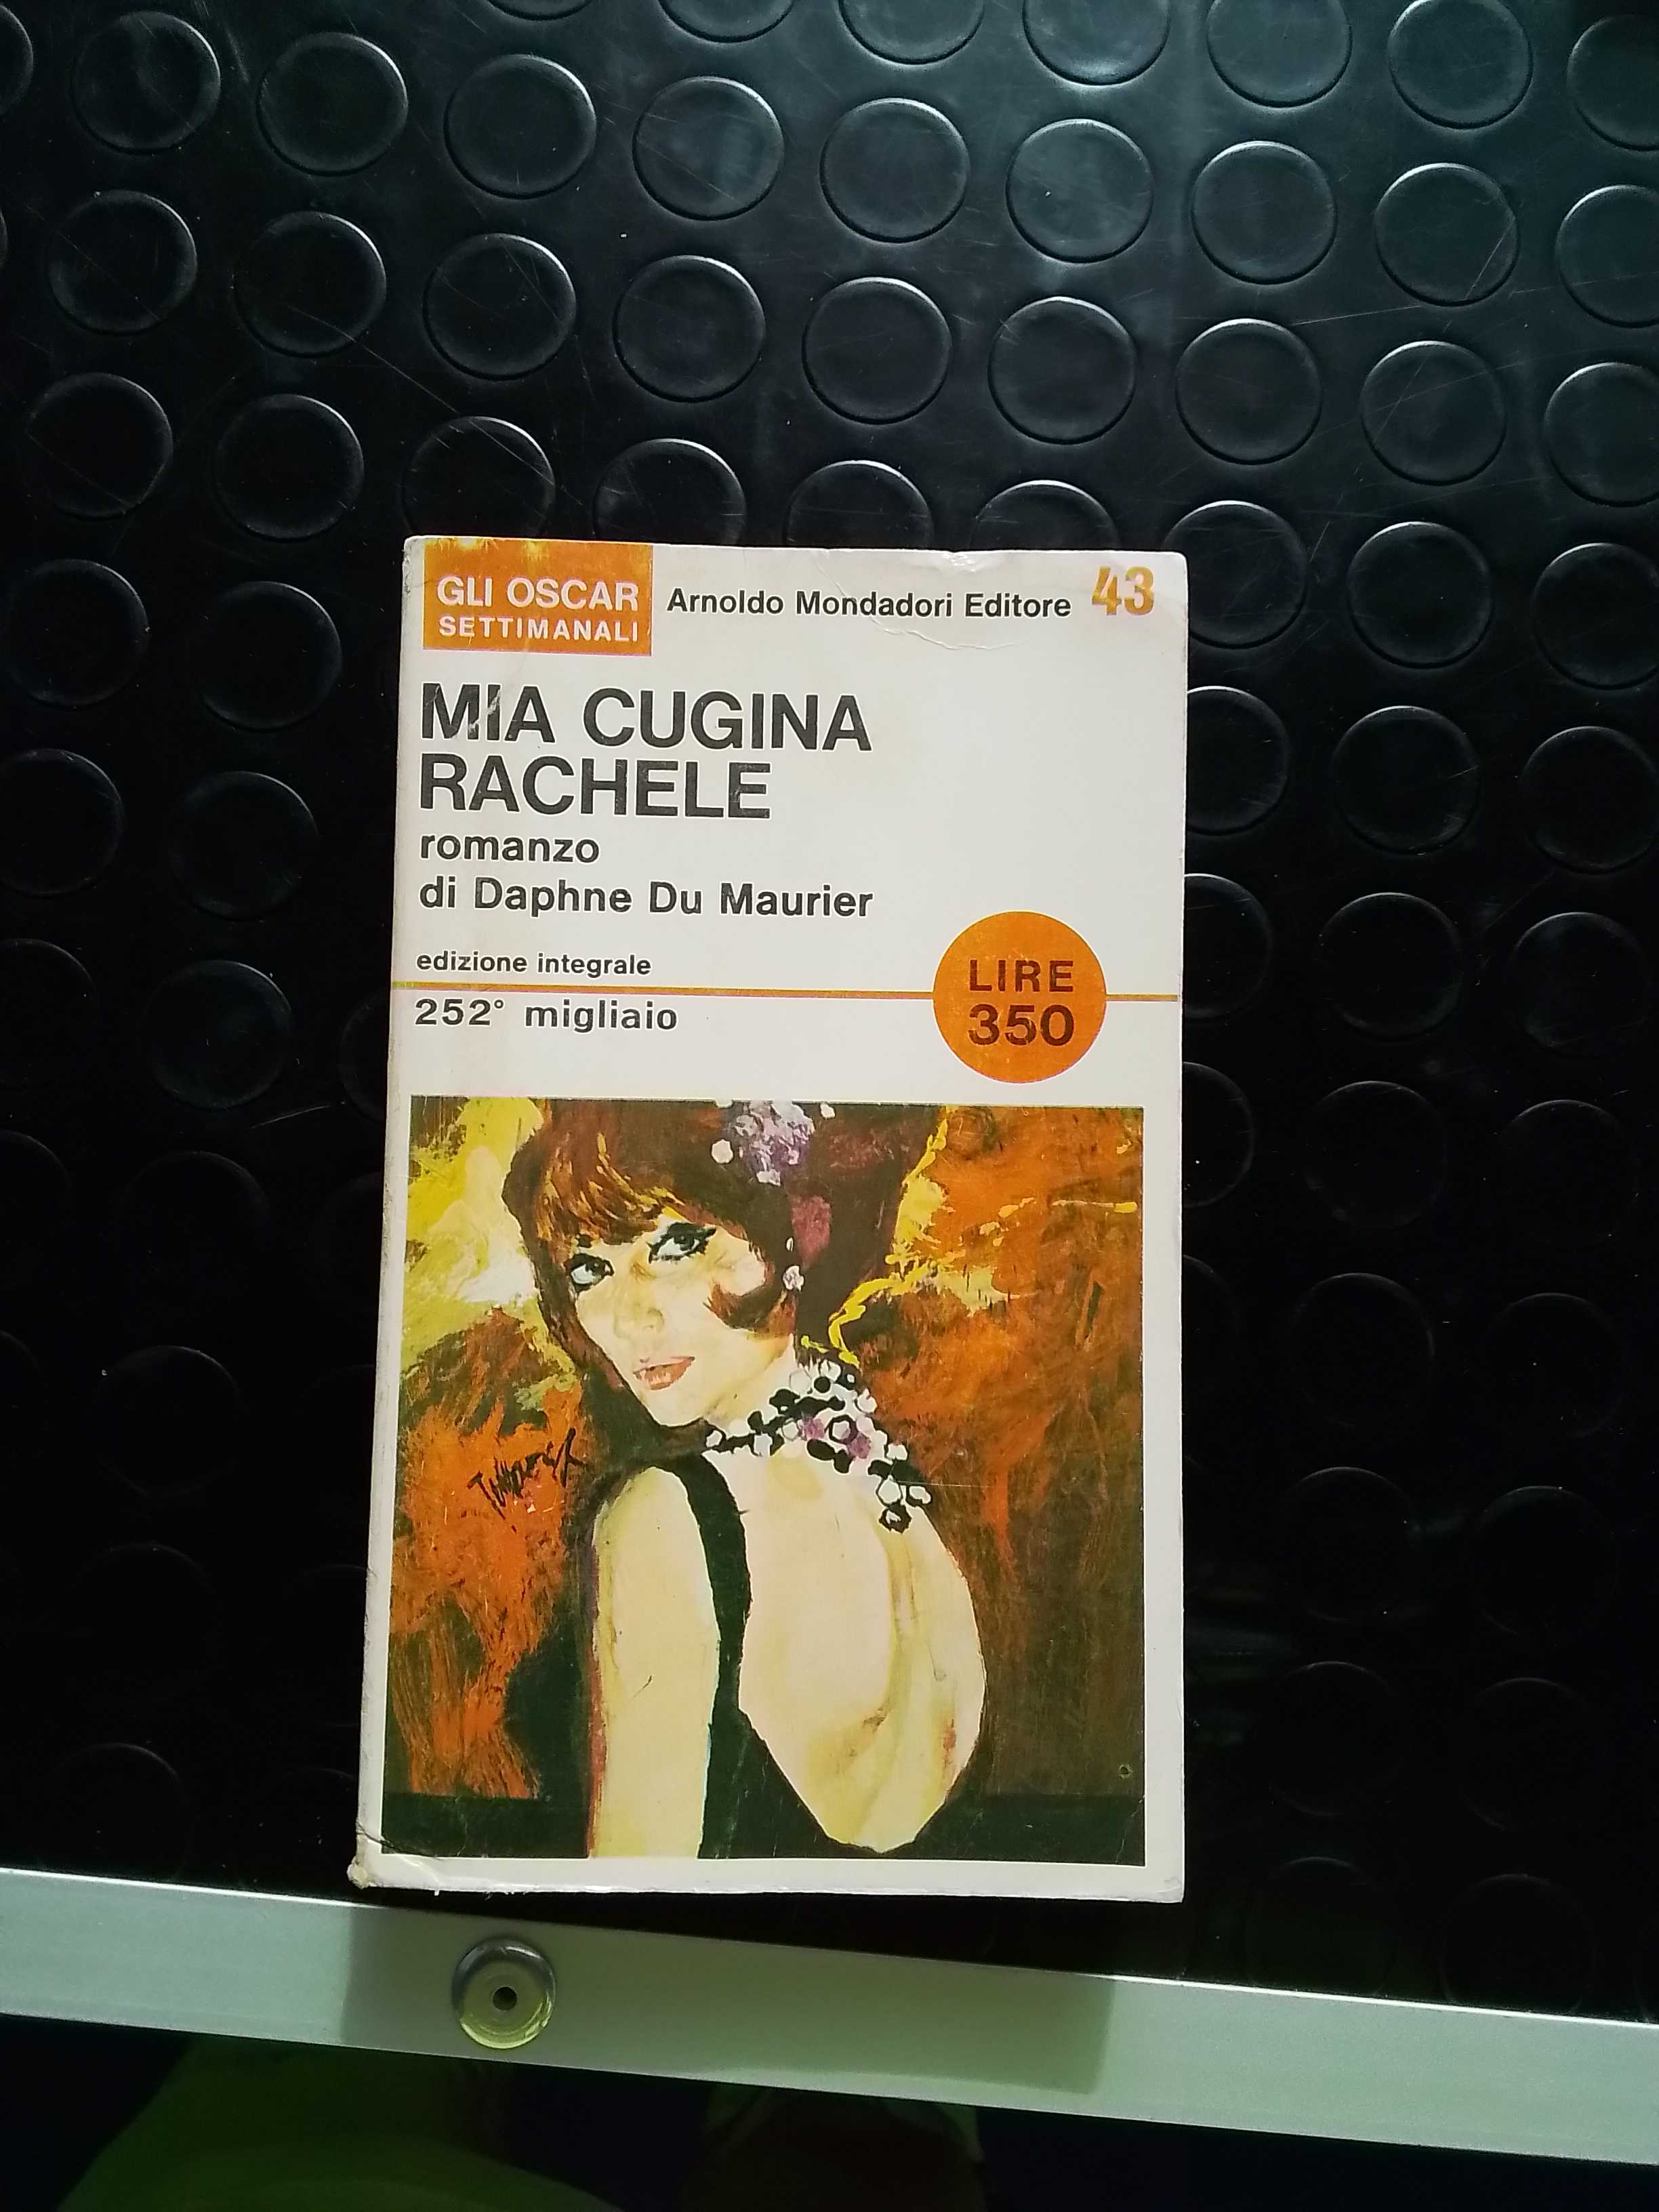 GLI OSCAR
SETTIMANALI
Arnoldo Mondadori Editore 43
MIA CUGINA
RACHELE
romanzo
di Daphne Du Maurier
edizione integrale
252° migliaio
LIRE
350